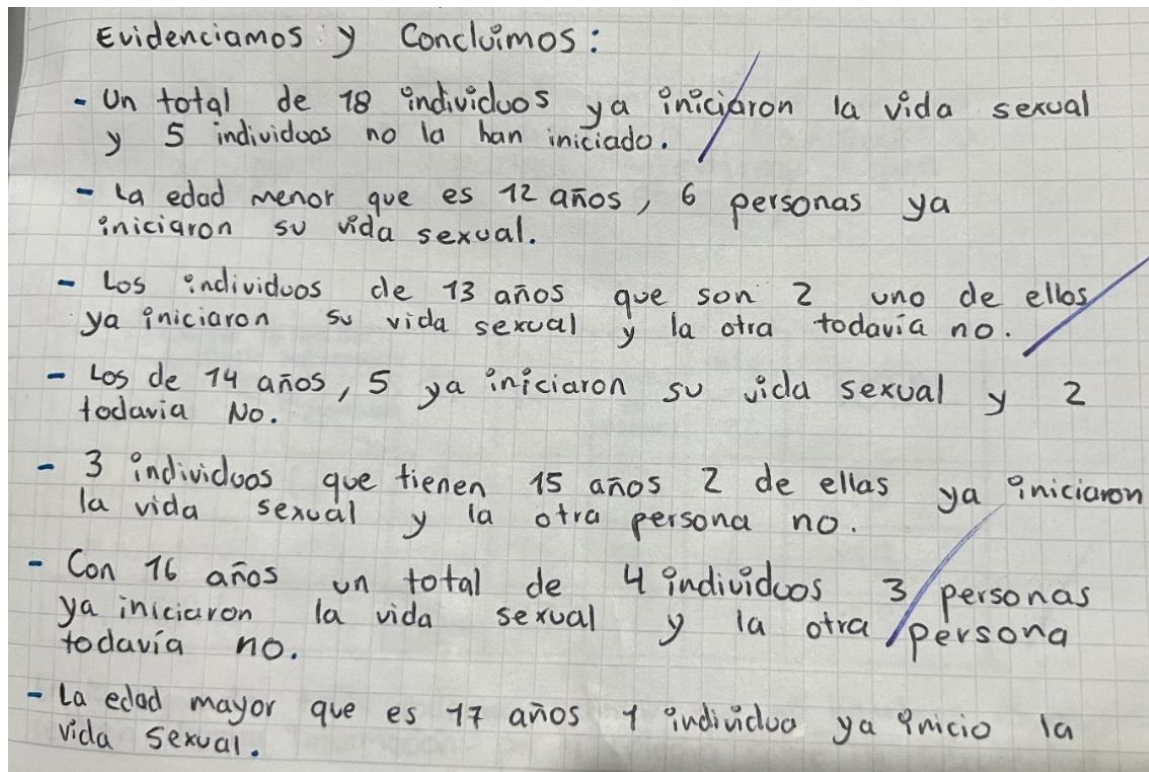 Evidenciamos y Concluimos:
- Un total de 18 individuos ya iniciaron la vida sexual
y 5 individuos no la han iniciado.
- La edad menor que es 12 años, 6 personas ya
iniciaron su vida sexual.
- Los individuos de 13 años que son 2 uno de ellos
ya iniciaron su vida sexual y la otra todavía no.
- Los de 14 años, 5 ya iniciaron su vida sexual y 2
todavia No.
- 3 individuos que tienen 15 años 2 de ellas ya iniciaron
la vida sexual y la otra persona no.
- Con 16 años un total de 4 individuos 3 personas
ya iniciaron la vida sexual y la otra persona
todavía no.
- La edad mayor que es 17 años 1 individuo ya inicio la
vida sexual.